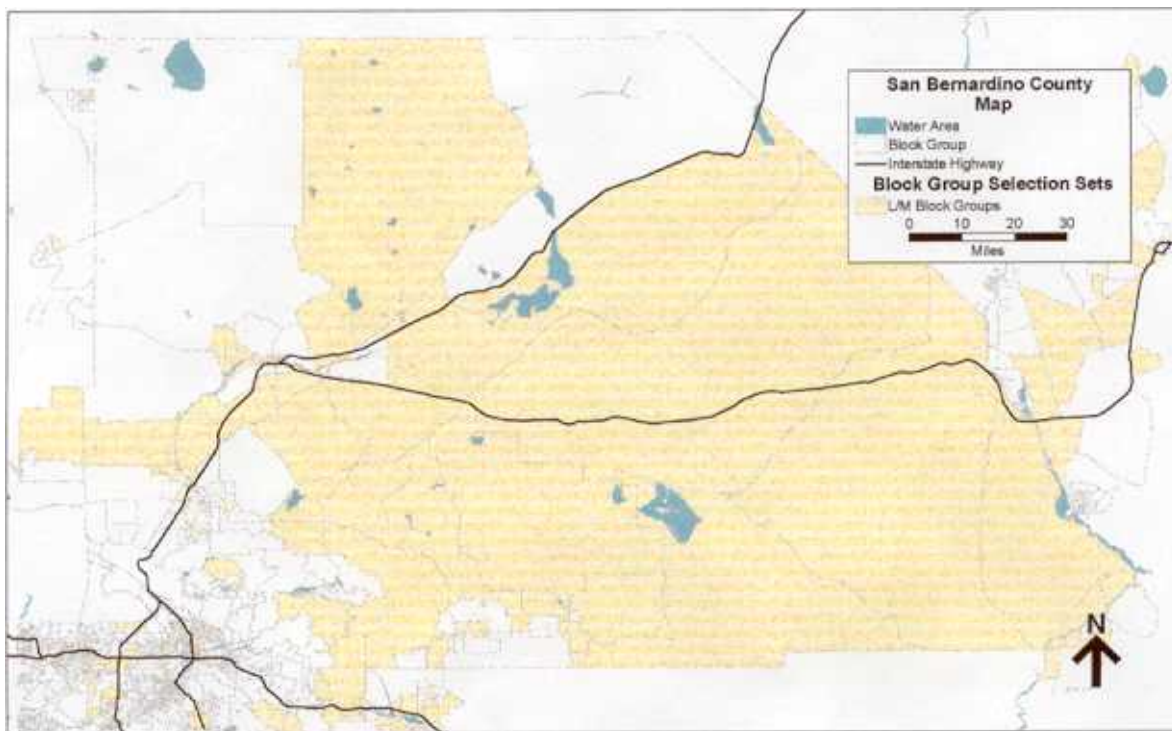 San Bernardino County
Map
Water Area
Block Group
Interstate Highway
Block Group Selection Sets
L/M Block Groups
0 10 20 30
Miles
N